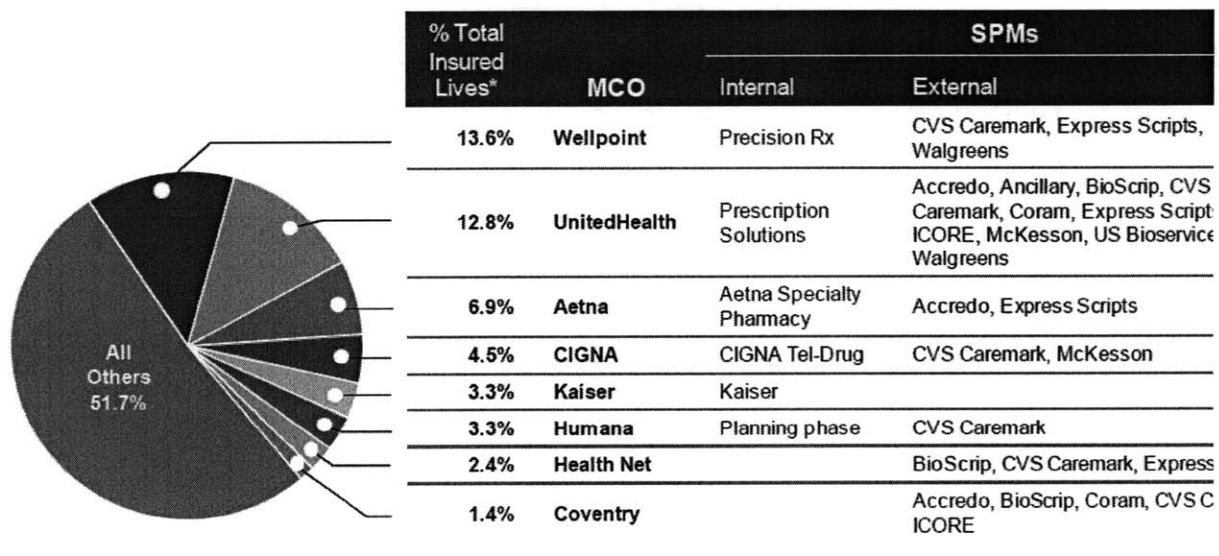 % Total Insured Lives* MCO SPMs
Internal External
13.6% Wellpoint Precision Rx CVS Caremark, Express Scripts,
Walgreens
12.8% UnitedHealth Prescription Solutions Accredo, Ancillary, BioScrip, CVS
Caremark, Coram, Express Script
ICORE, McKesson, US Bioservice
Walgreens
6.9% Aetna Aetna Specialty Pharmacy Accredo, Express Scripts
4.5% CIGNA CIGNA Tel-Drug CVS Caremark, McKesson
3.3% Kaiser Kaiser
3.3% Humana Planning phase CVS Caremark
2.4% Health Net BioScrip, CVS Caremark, Express
1.4% Coventry Accredo, BioScrip, Coram, CVS C
ICORE
All
Others
51.7%